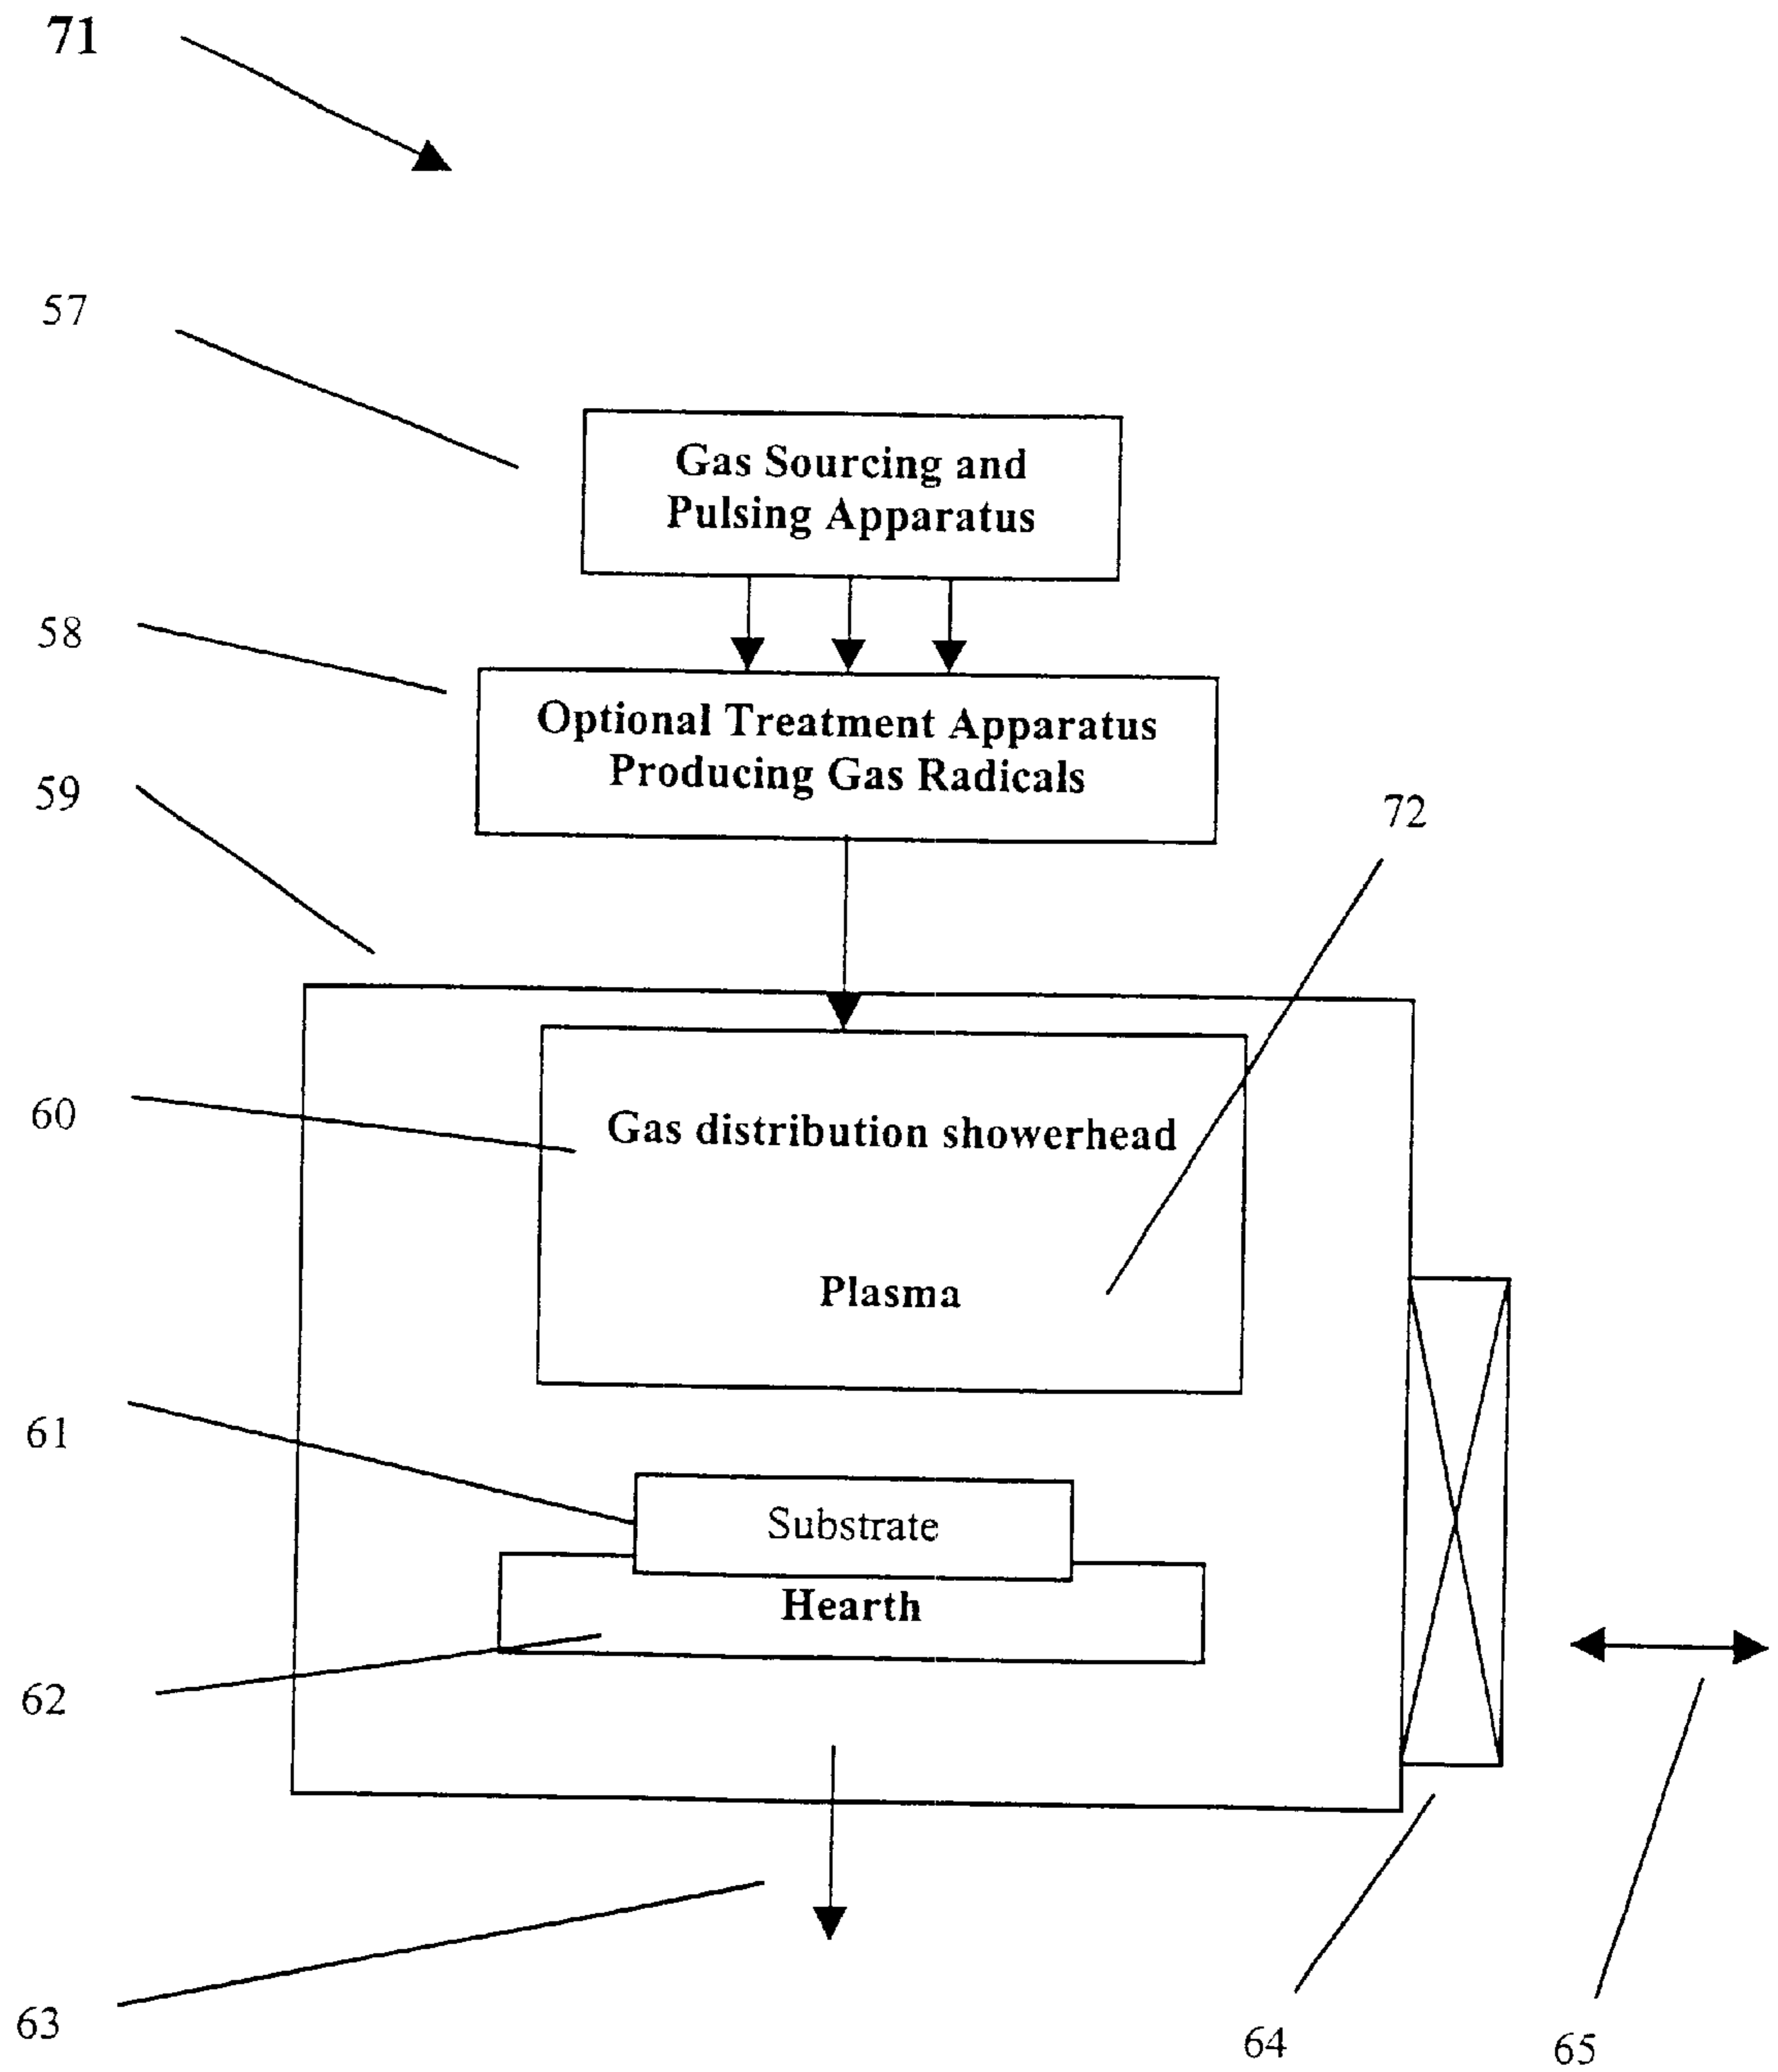 71
57
Gas Sourcing and
Pulsing Apparatus
58
Optional Treatment Apparatus
Producing Gas Radicals
59
72
60
Gas distribution showerhead
Plasma
61
Substrate
Hearth
62
63
64
65